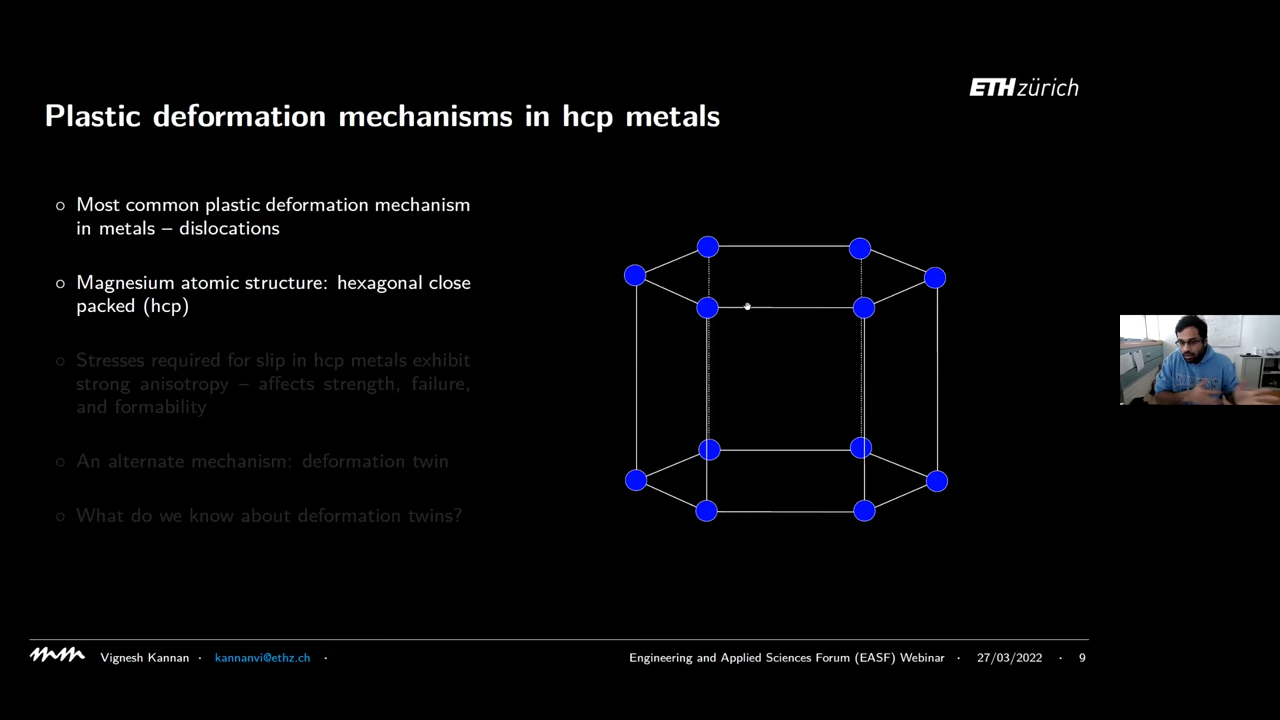 ETH zürich
Plastic deformation mechanisms in hcp metals
Most common plastic deformation mechanism
in metals – dislocations
Magnesium atomic structure: hexagonal close
packed (hcp)
Stresses required for slip in hcp metals exhibit
strong anisotropy – affects strength, failure,
and formability
An alternate mechanism: deformation twin
What do we know about deformation twins?
Vignesh Kannan · kannanvi@ethz.ch ·
Engineering and Applied Sciences Forum (EASF) Webinar · 27/03/2022 · 9